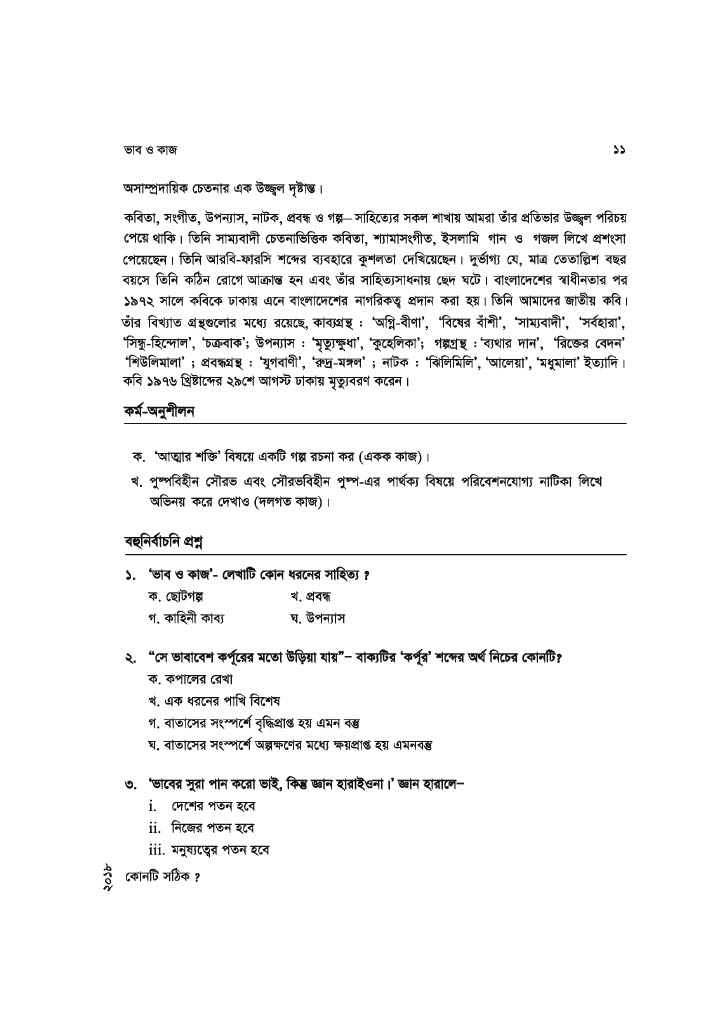 ভাব ও কাজ ১১
অসাম্প্রদায়িক চেতনার এক উজ্জ্বল দৃষ্টান্ত।
কবিতা, সংগীত, উপন্যাস, নাটক, প্রবন্ধ ও গল্প– সাহিত্যের সকল শাখায় আমরা তাঁর প্রতিভার উজ্জ্বল পরিচয়
পেয়ে থাকি। তিনি সাম্যবাদী চেতনাভিত্তিক কবিতা, শ্যামাসংগীত, ইসলামি গান ও গজল লিখে প্রশংসা
পেয়েছেন। তিনি আরবি-ফারসি শব্দের ব্যবহারে কুশলতা দেখিয়েছেন। দুর্ভাগ্য যে, মাত্র তেতাল্লিশ বছর
বয়সে তিনি কঠিন রোগে আক্রান্ত হন এবং তাঁর সাহিত্যসাধনায় ছেদ ঘটে। বাংলাদেশের স্বাধীনতার পর
১৯৭২ সালে কবিকে ঢাকায় এনে বাংলাদেশের নাগরিকত্ব প্রদান করা হয়। তিনি আমাদের জাতীয় কবি।
তাঁর বিখ্যাত গ্রন্থগুলোর মধ্যে রয়েছে, কাব্যগ্রন্থ : ‘অগ্নি-বীণা’, ‘বিষের বাঁশী’, ‘সাম্যবাদী’, ‘সর্বহারা’,
‘সিন্ধু-হিন্দোল’, ‘চক্রবাক’; উপন্যাস : ‘মৃত্যুক্ষুধা’, ‘কুহেলিকা’; গল্পগ্রন্থ :‘ব্যথার দান’, ‘রিক্তের বেদন’
‘শিউলিমালা’ ; প্রবন্ধগ্রন্থ : ‘যুগবাণী’, ‘রুদ্র-মঙ্গল’ ; নাটক : ‘ঝিলিমিলি’, ‘আলেয়া’, ‘মধুমালা’ ইত্যাদি।
কবি ১৯৭৬ খ্রিষ্টাব্দের ২৯শে আগস্ট ঢাকায় মৃত্যুবরণ করেন।
কর্ম-অনুশীলন
ক. ‘আত্মার শক্তি’ বিষয়ে একটি গল্প রচনা কর (একক কাজ)।
খ. পুষ্পবিহীন সৌরভ এবং সৌরভবিহীন পুষ্প-এর পার্থক্য বিষয়ে পরিবেশনযোগ্য নাটিকা লিখে
অভিনয় করে দেখাও (দলগত কাজ)।
বহুনির্বাচনি প্রশ্ন
১. ‘ভাব ও কাজ’- লেখাটি কোন ধরনের সাহিত্য ?
ক. ছোটগল্প খ. প্রবন্ধ
গ. কাহিনী কাব্য ঘ. উপন্যাস
২. “সে ভাবাবেশ কর্পূরের মতো উড়িয়া যায়”– বাক্যটির ‘কর্পূর’ শব্দের অর্থ নিচের কোনটি?
ক. কপালের রেখা
খ. এক ধরনের পাখি বিশেষ
গ. বাতাসের সংস্পর্শে বৃদ্ধিপ্রাপ্ত হয় এমন বস্তু
ঘ. বাতাসের সংস্পর্শে অল্পক্ষণের মধ্যে ক্ষয়প্রাপ্ত হয় এমনবস্তু
৩. ‘ভাবের সুরা পান করো ভাই, কিন্তু জ্ঞান হারাইওনা।’ জ্ঞান হারালে–
i. দেশের পতন হবে
ii. নিজের পতন হবে
iii. মনুষ্যত্বের পতন হবে
কোনটি সঠিক ?
২০১৮